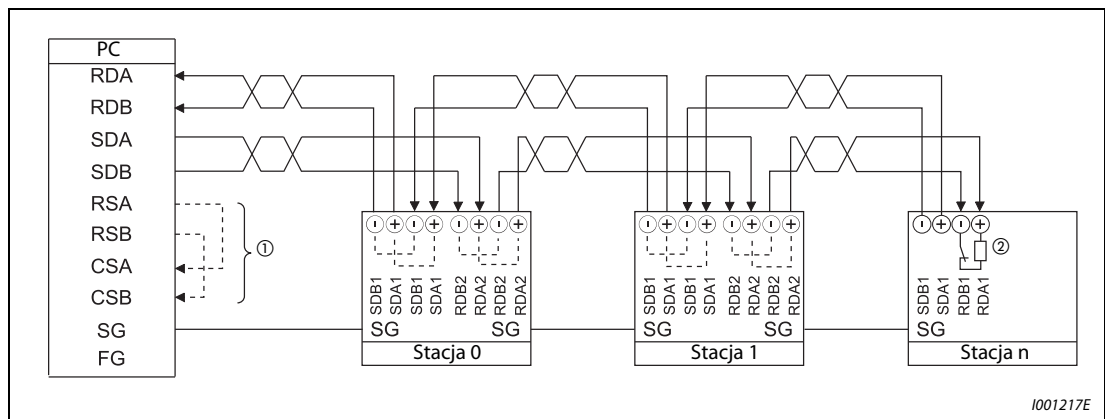 PC
RDA
RDB
SDA
SDB
RSA
RSB
CSA
CSB
SG
FG
①
- + - + - + - +
SDB1 SDA1 SDB1 SDA1 RDB2 RDA2 RDB2 RDA2
SG SG
Stacja 0
- + - + - + - +
SDB1 SDA1 SDB1 SDA1 RDB2 RDA2 RDB2 RDA2
SG SG
Stacja 1
- + - +
②
SDB1 SDA1 RDB1 RDA1
SG
Stacja n
I001217E